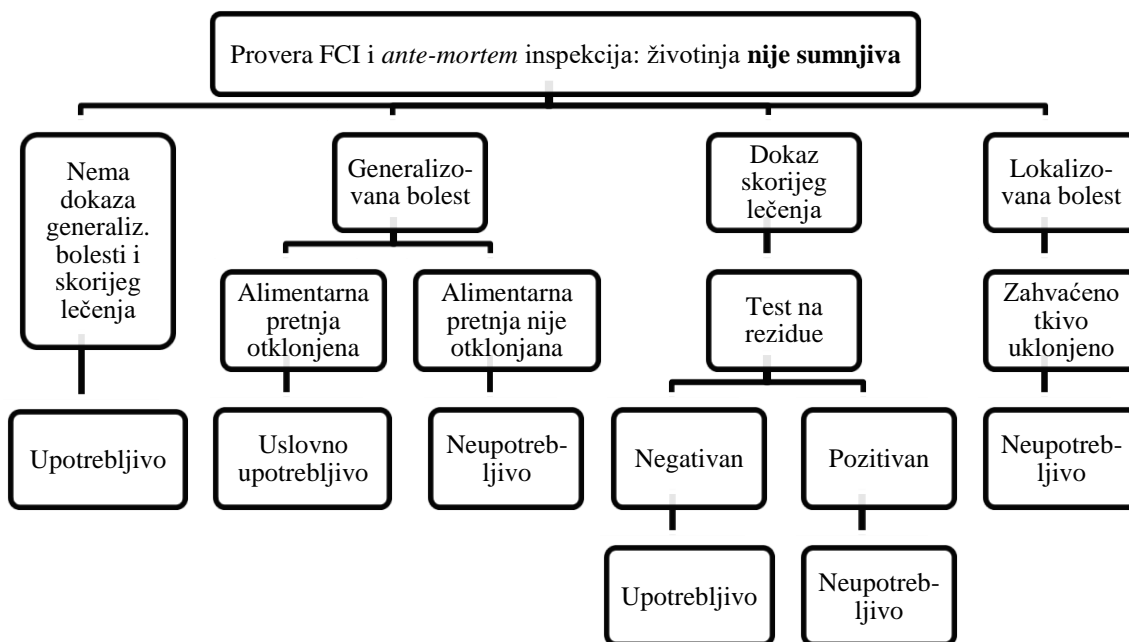 Provera FCI i ante-mortem inspekcija: životinja nije sumnjiva
Nema
dokaza
generaliz.
bolesti i
skorijeg
lečenja
Generalizo-
vana bolest
Dokaz
skorijeg
lečenja
Lokalizo-
vana bolest
Alimentarna
pretnja
otklonjena
Alimentarna
pretnja nije
otklonjana
Test na
rezidue
Zahvaćeno
tkivo
uklonjeno
Upotrebljivo
Uslovno
upotrebljivo
Neupotreb-
ljivo
Negativan
Pozitivan
Neupotreb-
ljivo
Upotrebljivo
Neupotreb-
ljivo